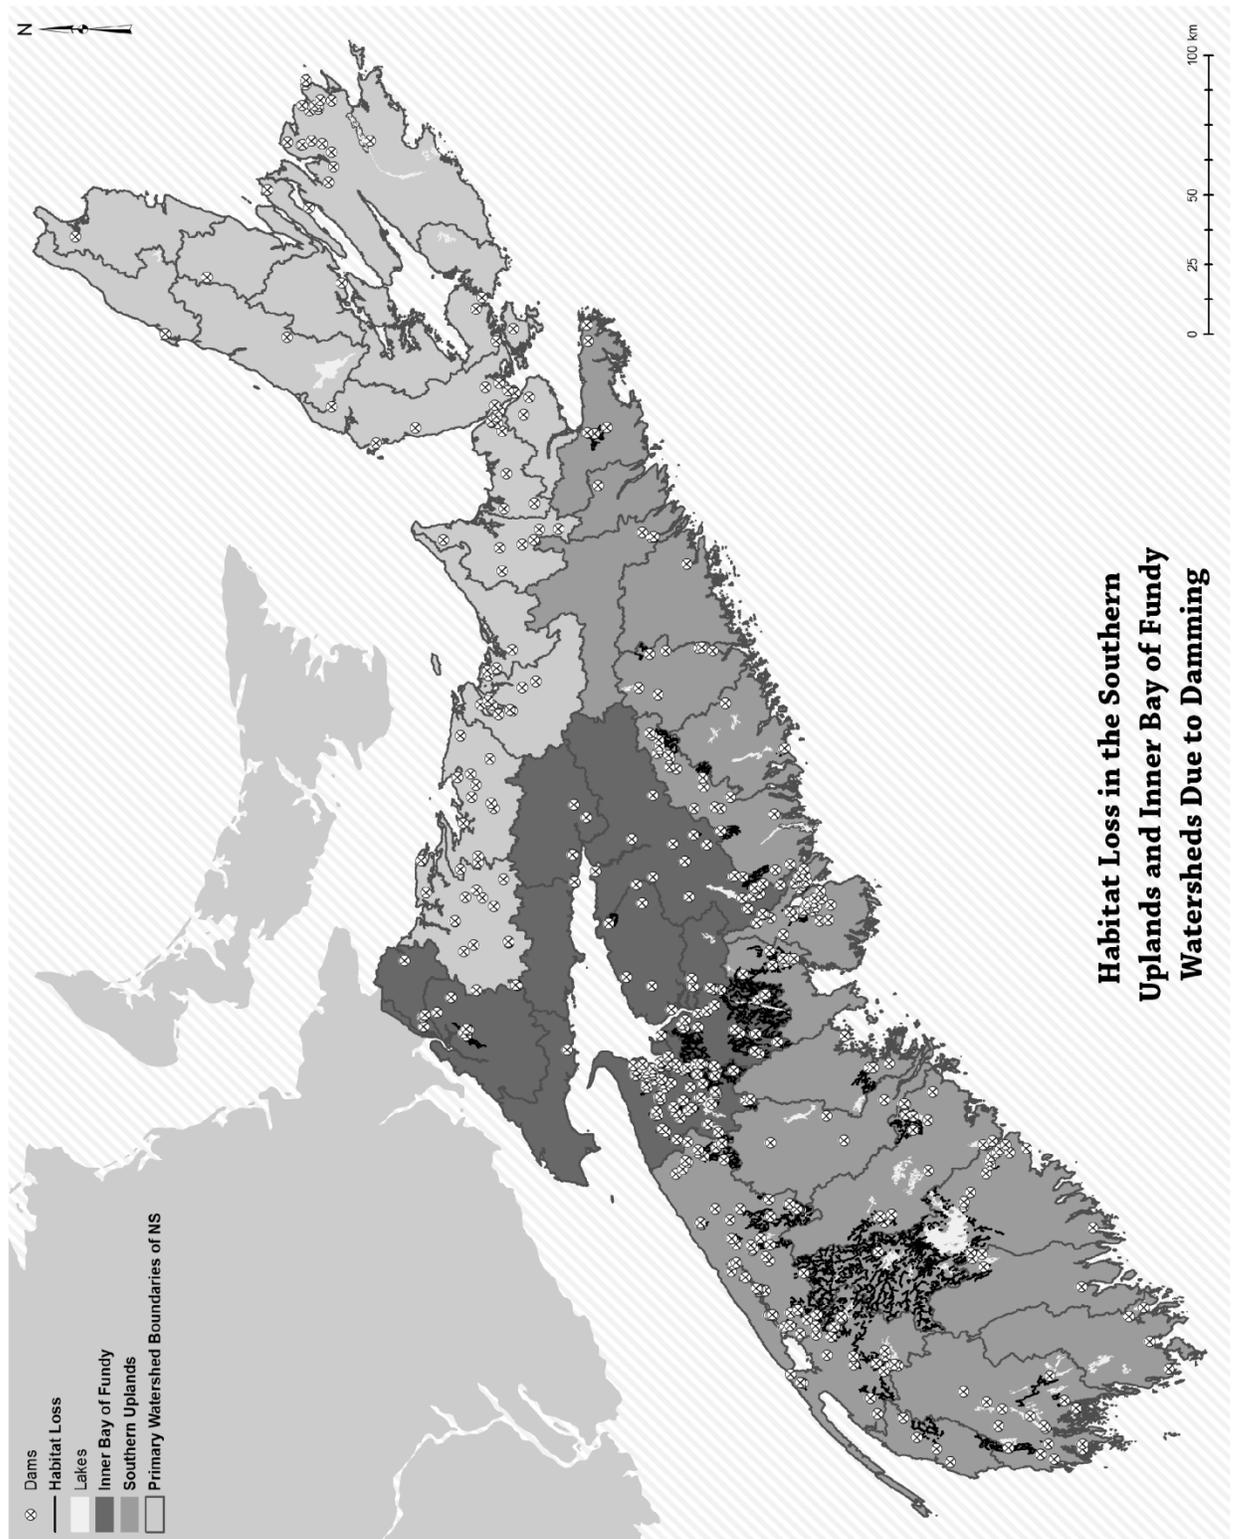 N
Dams
Habitat Loss
Lakes
Inner Bay of Fundy
Southern Uplands
Primary Watershed Boundaries of NS
Habitat Loss in the Southern
Uplands and Inner Bay of Fundy
Watersheds Due to Damming
0 25 50 100 km